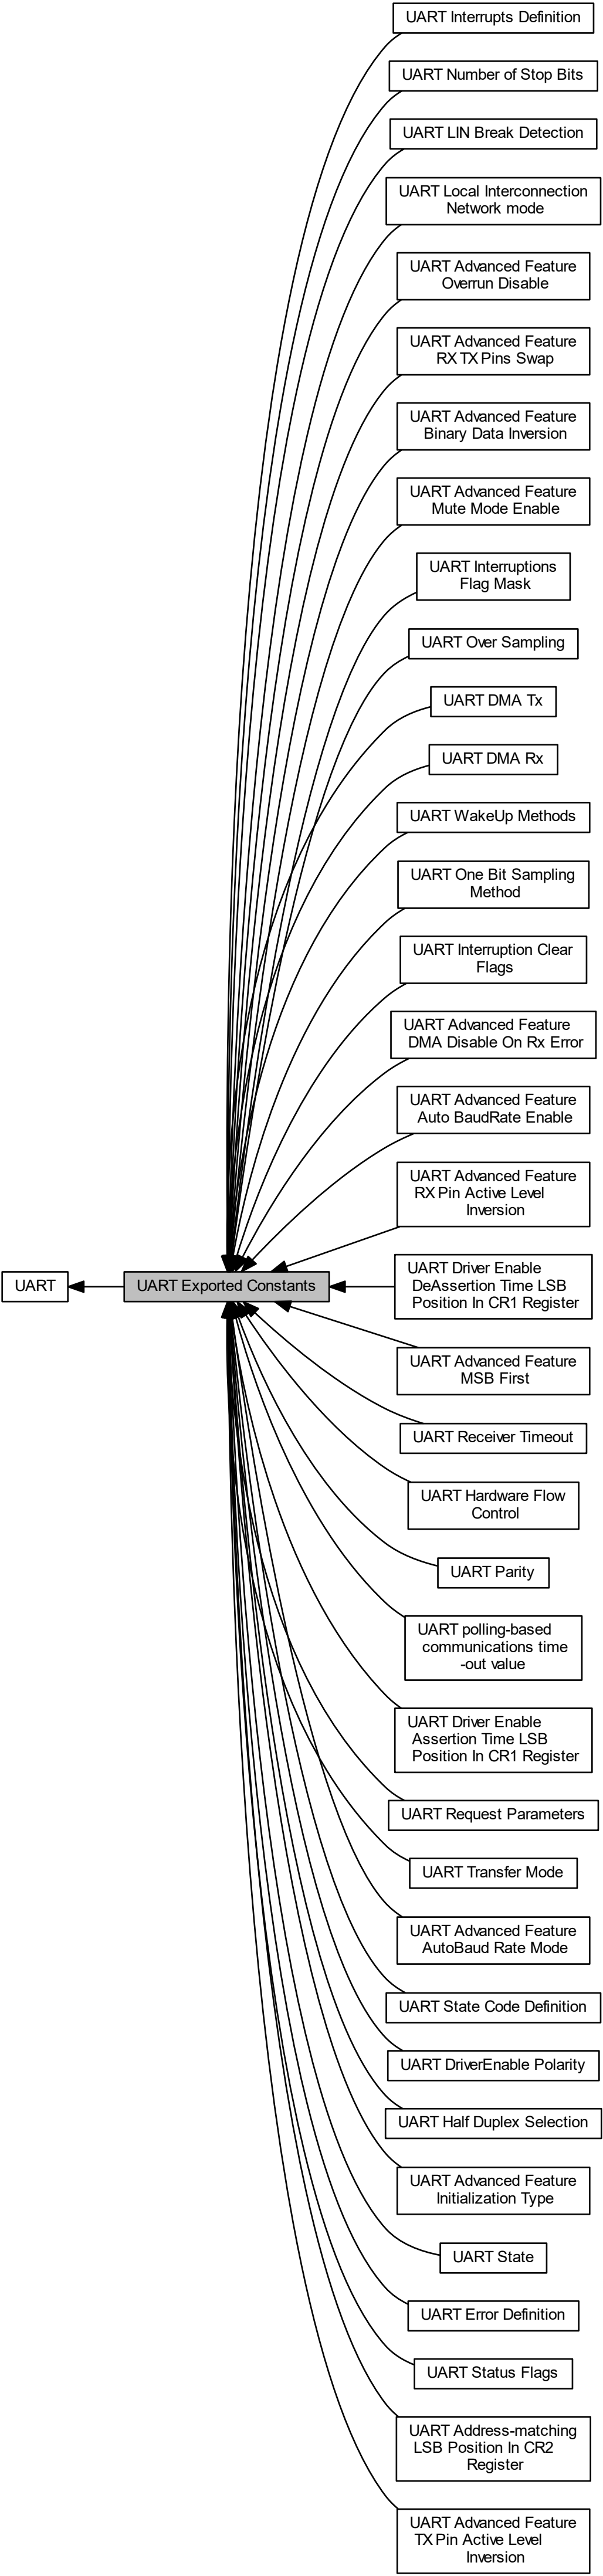 UART Interrupts Definition
UART Number of Stop Bits
UART LIN Break Detection
UART Local Interconnection
Network mode
UART Advanced Feature
Overrun Disable
UART Advanced Feature
RX TX Pins Swap
UART Advanced Feature
Binary Data Inversion
UART Advanced Feature
Mute Mode Enable
UART Interruptions
Flag Mask
UART Over Sampling
UART DMA Tx
UART DMA Rx
UART WakeUp Methods
UART One Bit Sampling
Method
UART Interruption Clear
Flags
UART Advanced Feature
DMA Disable On Rx Error
UART Advanced Feature
Auto BaudRate Enable
UART Advanced Feature
RX Pin Active Level
Inversion
UART
UART Exported Constants
UART Driver Enable
DeAssertion Time LSB
Position In CR1 Register
UART Advanced Feature
MSB First
UART Receiver Timeout
UART Hardware Flow
Control
UART Parity
UART polling-based
communications time
-out value
UART Driver Enable
Assertion Time LSB
Position In CR1 Register
UART Request Parameters
UART Transfer Mode
UART Advanced Feature
AutoBaud Rate Mode
UART State Code Definition
UART DriverEnable Polarity
UART Half Duplex Selection
UART Advanced Feature
Initialization Type
UART State
UART Error Definition
UART Status Flags
UART Address-matching
LSB Position In CR2
Register
UART Advanced Feature
TX Pin Active Level
Inversion